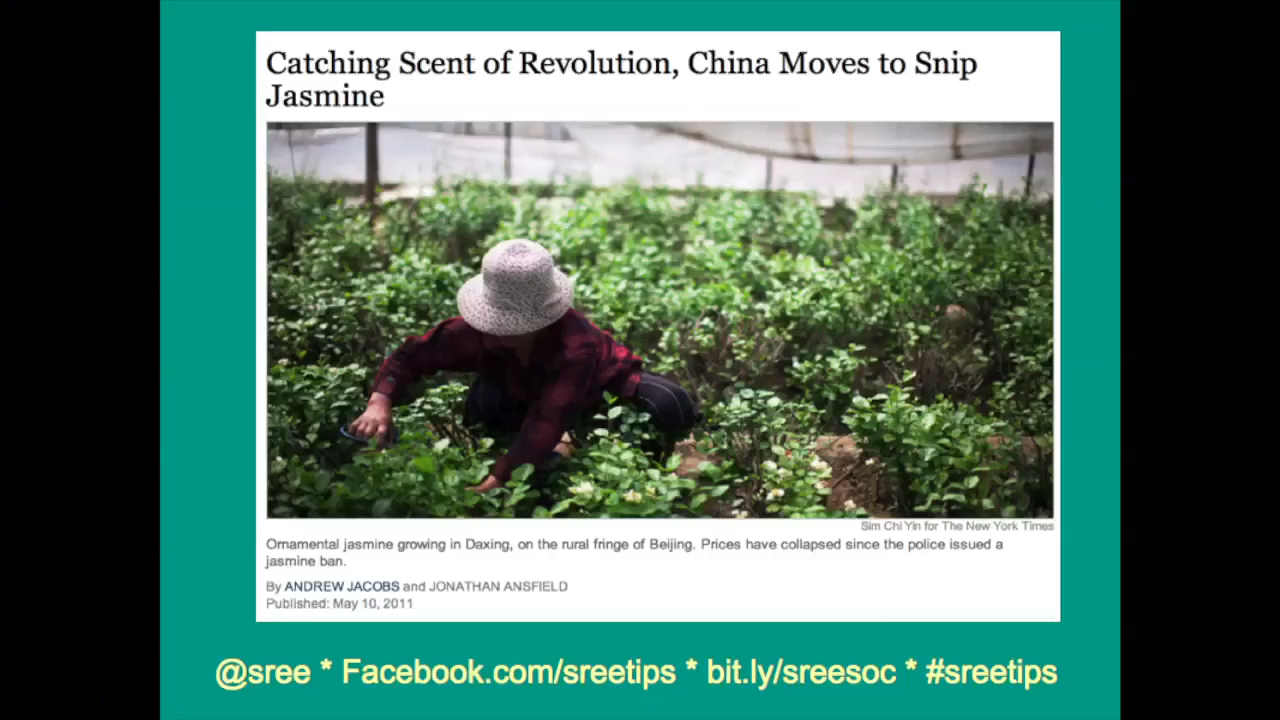 Catching Scent of Revolution, China Moves to Snip
Jasmine
Sim Chi Yin for The New York Times
Ornamental jasmine growing in Daxing, on the rural fringe of Beijing. Prices have collapsed since the police issued a
jasmine ban.
By ANDREW JACOBS and JONATHAN ANSFIELD
Published: May 10, 2011
@sree * Facebook.com/sreetips * bit.ly/sreesoc * #sreetips